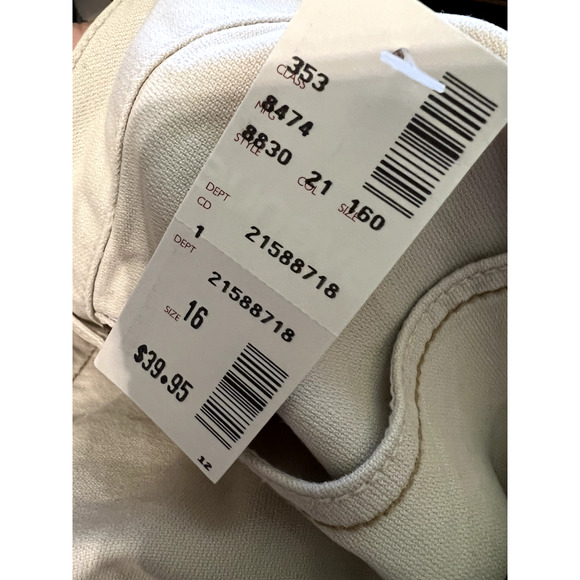 353
CLASS
8474
MFG
8830 21 160
STYLE COL SIZE
DEPT
CD
1 21588718
DEPT
21588718
SIZE 16
$39.95
12